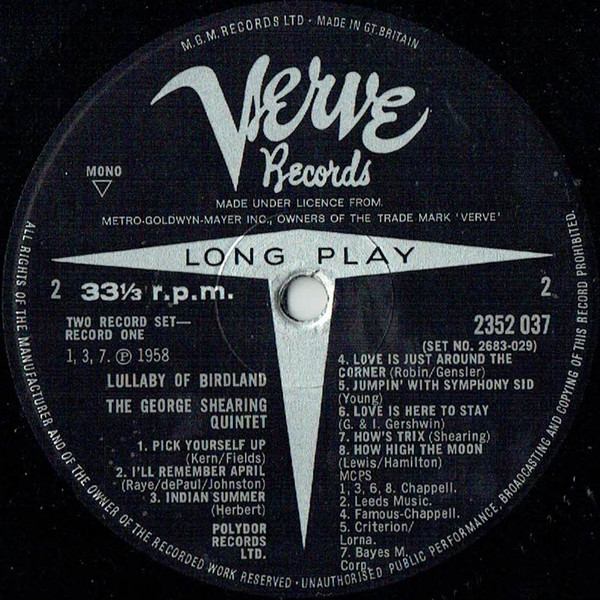 M.G.M. RECORDS LTD · MADE IN GT. BRITAIN
Verve
Records
MONO
MADE UNDER LICENCE FROM
METRO-GOLDWYN-MAYER INC., OWNERS OF THE TRADE MARK 'VERVE'
LONG PLAY
2 33⅓ r.p.m.
2
TWO RECORD SET—
RECORD ONE
1, 3, 7. ℗ 1958
LULLABY OF BIRDLAND
THE GEORGE SHEARING
QUINTET
1. PICK YOURSELF UP
(Kern/Fields)
2. I'LL REMEMBER APRIL
(Raye/dePaul/Johnston)
3. INDIAN SUMMER
(Herbert)
POLYDOR
RECORDS
LTD.
2352 037
(SET NO. 2683-029)
4. LOVE IS JUST AROUND THE
CORNER (Robin/Gensler)
5. JUMPIN' WITH SYMPHONY SID
(Young)
6. LOVE IS HERE TO STAY
(G. & I. Gershwin)
7. HOW'S TRIX (Shearing)
8. HOW HIGH THE MOON
(Lewis/Hamilton)
MCPS
1, 3, 6, 8. Chappell.
2. Leeds Music.
4. Famous-Chappell.
5. Criterion/
Lorna.
7. Bayes M.
Corp.
ALL RIGHTS OF THE MANUFACTURER AND OF THE OWNER OF THE RECORDED WORK RESERVED · UNAUTHORISED PUBLIC PERFORMANCE, BROADCASTING AND COPYING OF THIS RECORD PROHIBITED.